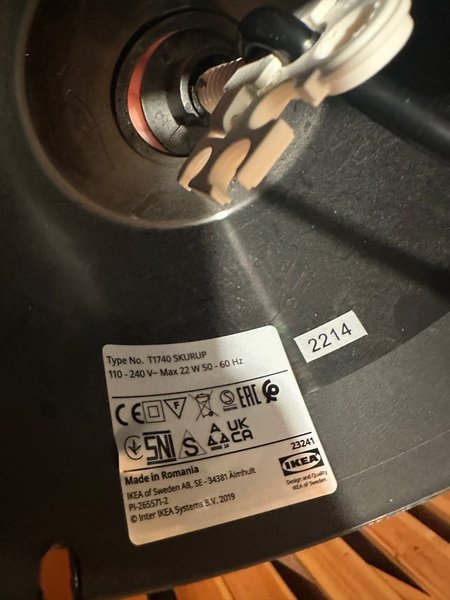 2214
Type No. T1740 SKURUP
110 - 240 V~ Max 22 W 50 - 60 Hz
CE F S EAC
SNI S UK CA
Made in Romania
23241
IKEA of Sweden AB, SE - 34381 Älmhult
IKEA
PI-265571-2
Design and Quality
IKEA of Sweden
© Inter IKEA Systems B.V. 2019